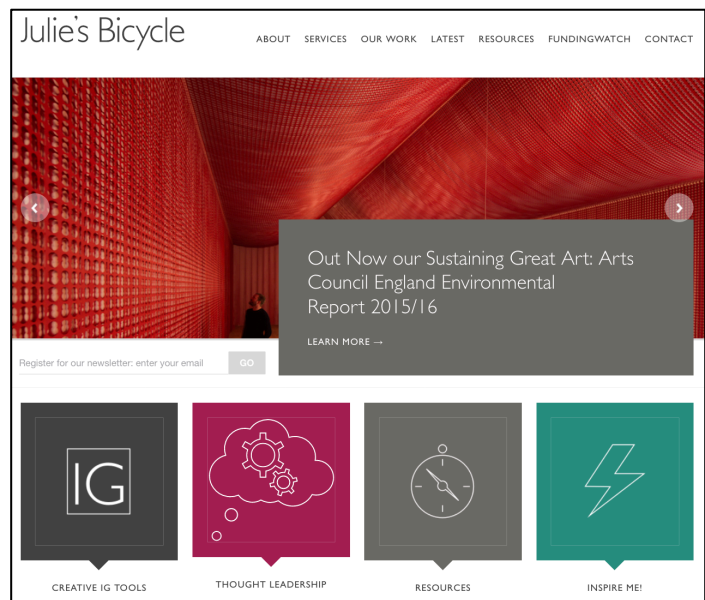 Julie's Bicycle
ABOUT SERVICES OUR WORK LATEST RESOURCES FUNDINGWATCH CONTACT
Out Now our Sustaining Great Art: Arts
Council England Environmental
Report 2015/16
LEARN MORE →
Register for our newsletter: enter your email GO
IG
CREATIVE IG TOOLS THOUGHT LEADERSHIP RESOURCES INSPIRE ME!